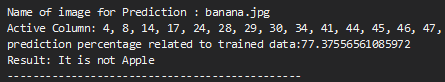 Name of image for Prediction : banana.jpg
Active Column: 4, 8, 14, 17, 24, 28, 29, 30, 34, 41, 44, 45, 46, 47,
prediction percentage related to trained data:77.37556561085972
Result: It is not Apple
--------------------------------------------